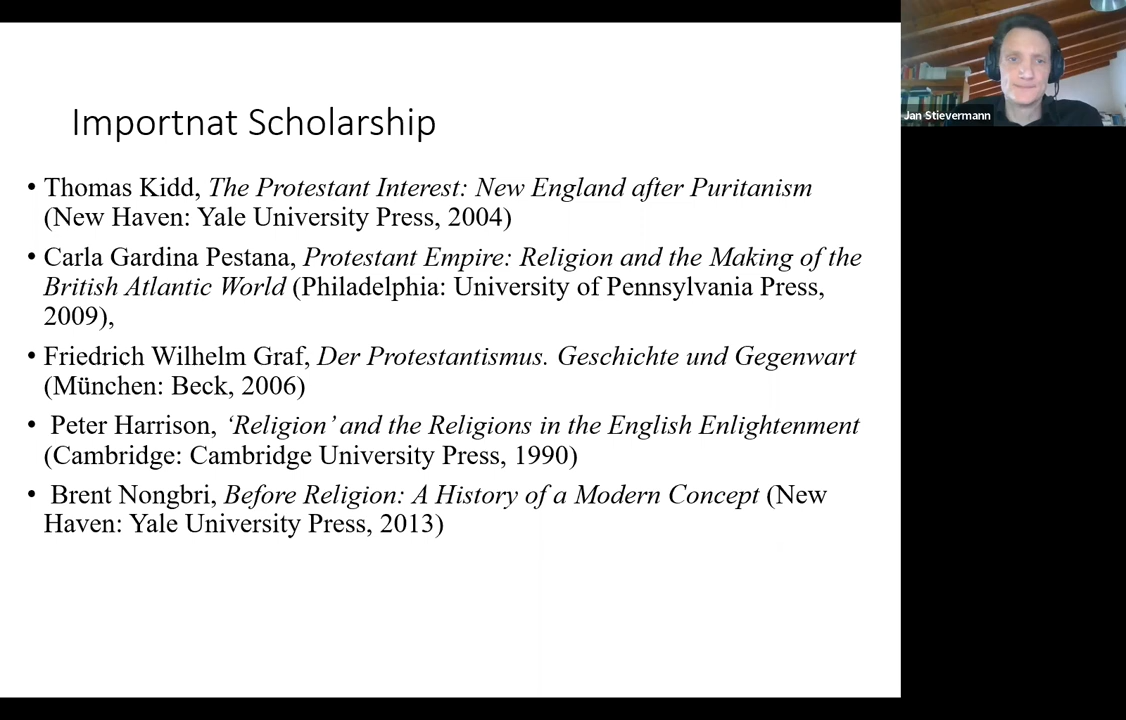 Importnat Scholarship
• Thomas Kidd, The Protestant Interest: New England after Puritanism
(New Haven: Yale University Press, 2004)
• Carla Gardina Pestana, Protestant Empire: Religion and the Making of the
British Atlantic World (Philadelphia: University of Pennsylvania Press,
2009),
• Friedrich Wilhelm Graf, Der Protestantismus. Geschichte und Gegenwart
(München: Beck, 2006)
• Peter Harrison, ‘Religion’ and the Religions in the English Enlightenment
(Cambridge: Cambridge University Press, 1990)
• Brent Nongbri, Before Religion: A History of a Modern Concept (New
Haven: Yale University Press, 2013)
Jan Stievermann